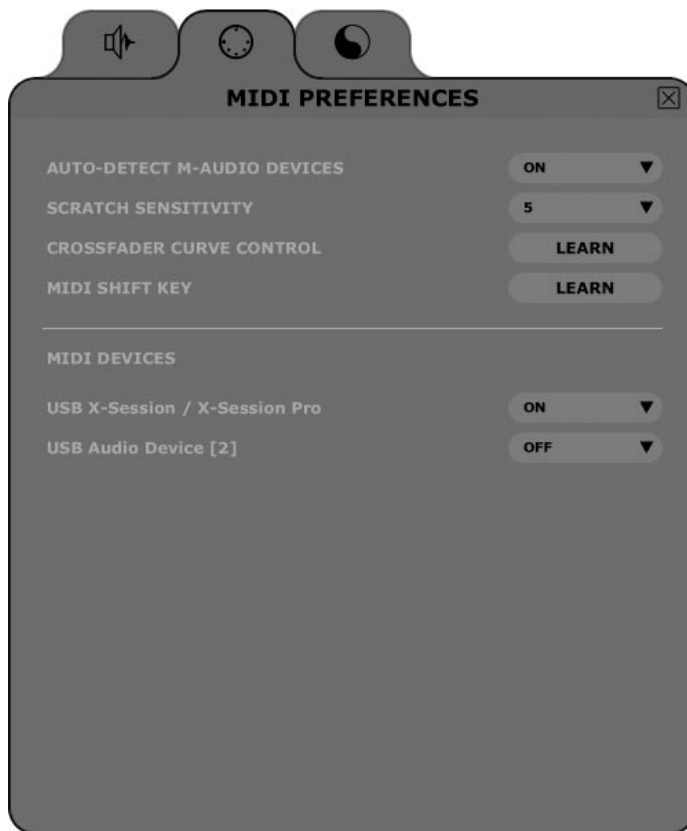 MIDI PREFERENCES
AUTO-DETECT M-AUDIO DEVICES ON
SCRATCH SENSITIVITY 5
CROSSFADER CURVE CONTROL LEARN
MIDI SHIFT KEY LEARN
MIDI DEVICES
USB X-Session / X-Session Pro ON
USB Audio Device [2] OFF